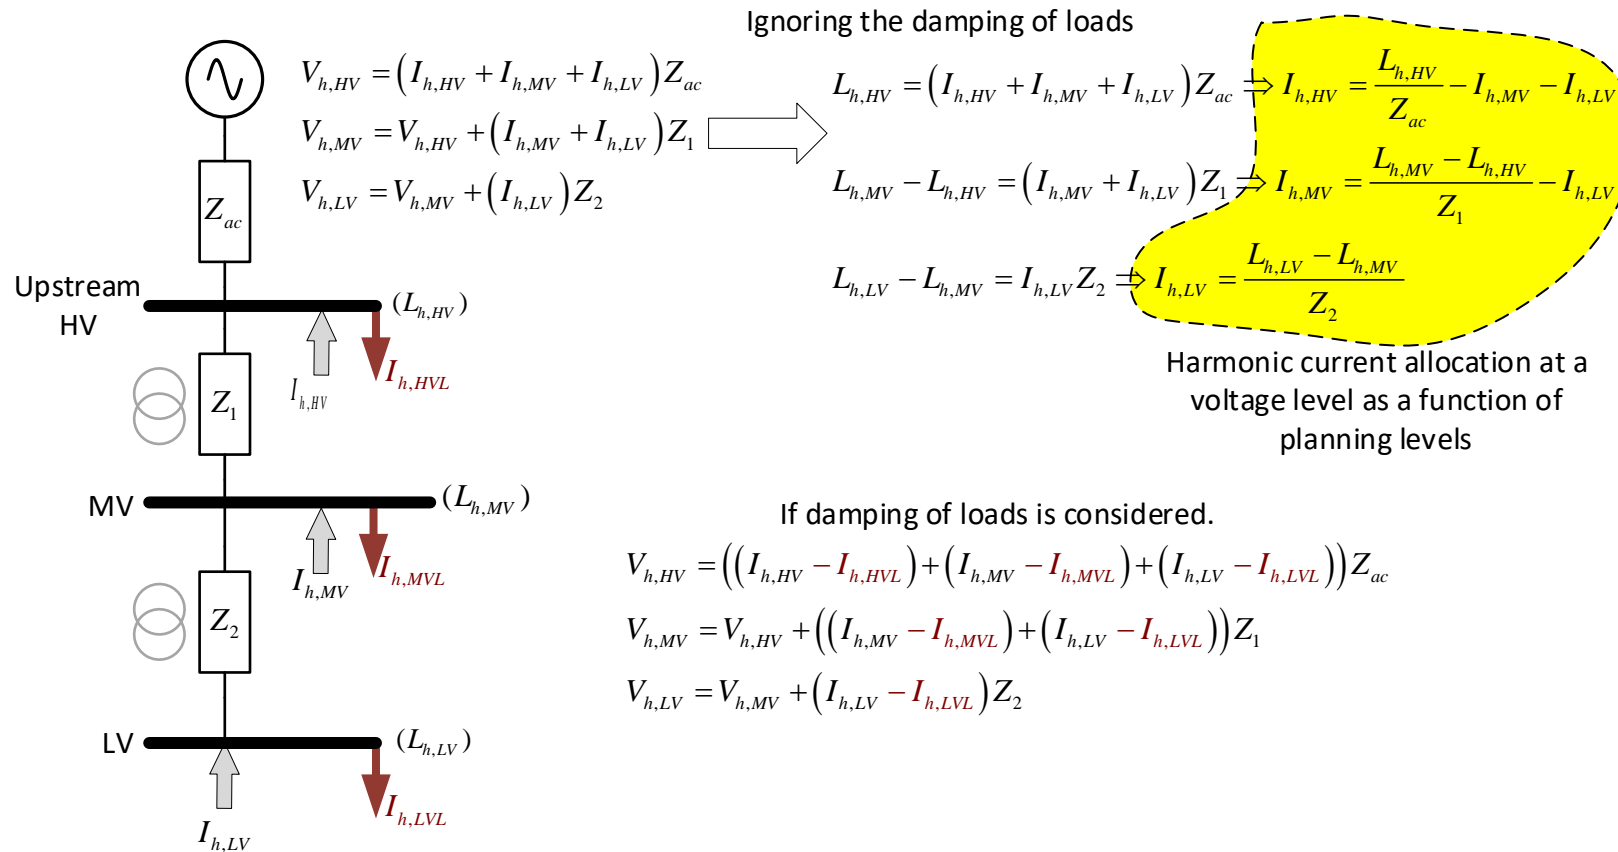 Ignoring the damping of loads
V_{h,HV} = (I_{h,HV} + I_{h,MV} + I_{h,LV}) Z_{ac}
V_{h,MV} = V_{h,HV} + (I_{h,MV} + I_{h,LV}) Z_1
V_{h,LV} = V_{h,MV} + (I_{h,LV}) Z_2
L_{h,HV} = (I_{h,HV} + I_{h,MV} + I_{h,LV}) Z_{ac} ⇒ I_{h,HV} = \frac{L_{h,HV}}{Z_{ac}} − I_{h,MV} − I_{h,LV}
L_{h,MV} − L_{h,HV} = (I_{h,MV} + I_{h,LV}) Z_1 ⇒ I_{h,MV} = \frac{L_{h,MV} − L_{h,HV}}{Z_1} − I_{h,LV}
L_{h,LV} − L_{h,MV} = I_{h,LV} Z_2 ⇒ I_{h,LV} = \frac{L_{h,LV} − L_{h,MV}}{Z_2}
Harmonic current allocation at a
voltage level as a function of
planning levels
Z_{ac}
Upstream
HV
(L_{h,HV})
I_{h,HVL}
I_{h,HV}
Z_1
MV
(L_{h,MV})
I_{h,MVL}
I_{h,MV}
Z_2
LV
(L_{h,LV})
I_{h,LVL}
I_{h,LV}
If damping of loads is considered.
V_{h,HV} = ((I_{h,HV} − I_{h,HVL}) + (I_{h,MV} − I_{h,MVL}) + (I_{h,LV} − I_{h,LVL})) Z_{ac}
V_{h,MV} = V_{h,HV} + ((I_{h,MV} − I_{h,MVL}) + (I_{h,LV} − I_{h,LVL})) Z_1
V_{h,LV} = V_{h,MV} + (I_{h,LV} − I_{h,LVL}) Z_2